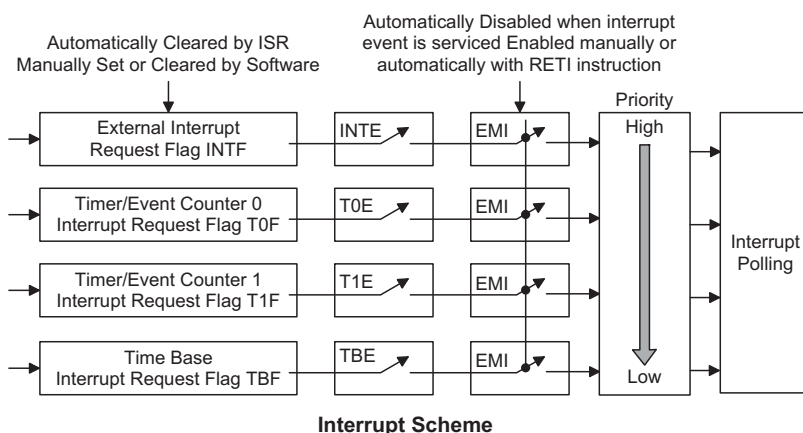 Automatically Cleared by ISR
Manually Set or Cleared by Software
Automatically Disabled when interrupt
event is serviced Enabled manually or
automatically with RETI instruction
Priority
External Interrupt
Request Flag INTF
INTE
EMI
High
Timer/Event Counter 0
Interrupt Request Flag T0F
T0E
EMI
Timer/Event Counter 1
Interrupt Request Flag T1F
T1E
EMI
Time Base
Interrupt Request Flag TBF
TBE
EMI
Low
Interrupt
Polling
Interrupt Scheme